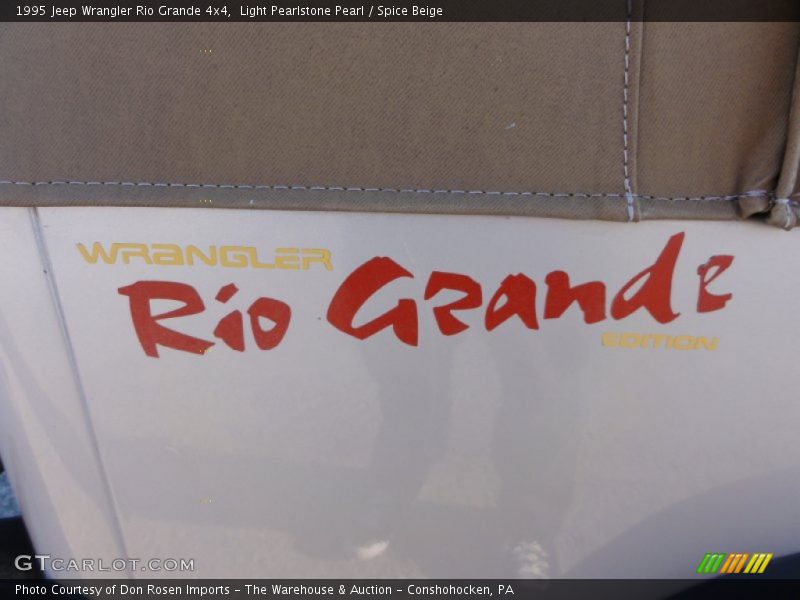 1995 Jeep Wrangler Rio Grande 4x4,  Light Pearlstone Pearl / Spice Beige
WRANGLER
Rio Grande
EDITION
GTCARLOT.COM
Photo Courtesy of Don Rosen Imports – The Warehouse & Auction – Conshohocken, PA